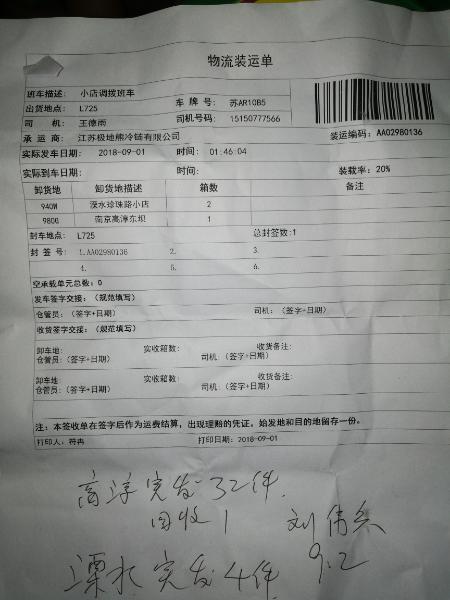 物流装运单
班车描述: 小店调拨班车
出货地点: L725 车 牌 号: 苏AR10B5
司 机: 王德雨 司机号码: 15150777566
承 运 商: 江苏极地熊冷链有限公司 装运编码: AA02980136
实际发车日期: 2018-09-01 时间: 01:46:04
实际到车日期: 时间: 装载率: 20%
卸货地 卸货地描述 箱数 备注
940W 溧水珍珠路小店 2
980G 南京高淳东坝 1
封车地点: L725 总封签数:1
封 签 号: 1.AA02980136 2. 3.
4. 5. 6.
空承载单元总数: 0
发车签字交接: (规范填写)
仓管员: (签字+日期) 司机: (签字+日期)
收货签字交接: (规范填写)
卸车地: 实收箱数: 收货备注:
仓管员: (签字+日期) 司机: (签字+日期)
卸车地: 实收箱数: 收货备注:
仓管员: (签字+日期) 司机: (签字+日期)
注: 本签收单在签字后作为运费结算, 出现理赔的凭证。始发地和目的地留存一份。
打印人: 符冉 打印日期: 2018-09-01
高淳实发32件.
回收1 刘伟兵
溧水实发4件 9.2